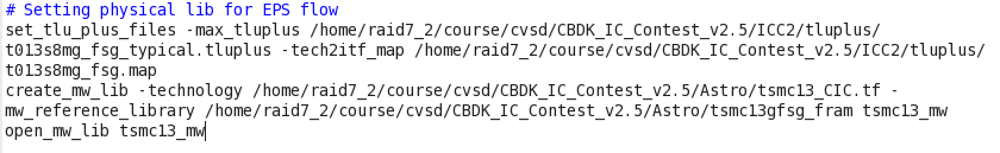 # Setting physical lib for EPS flow
set_tlu_plus_files -max_tluplus /home/raid7_2/course/cvsd/CBDK_IC_Contest_v2.5/ICC2/tluplus/
t013s8mg_fsg_typical.tluplus -tech2itf_map /home/raid7_2/course/cvsd/CBDK_IC_Contest_v2.5/ICC2/tluplus/
t013s8mg_fsg.map
create_mw_lib -technology /home/raid7_2/course/cvsd/CBDK_IC_Contest_v2.5/Astro/tsmc13_CIC.tf -
mw_reference_library /home/raid7_2/course/cvsd/CBDK_IC_Contest_v2.5/Astro/tsmc13gfsg_fram tsmc13_mw
open_mw_lib tsmc13_mw